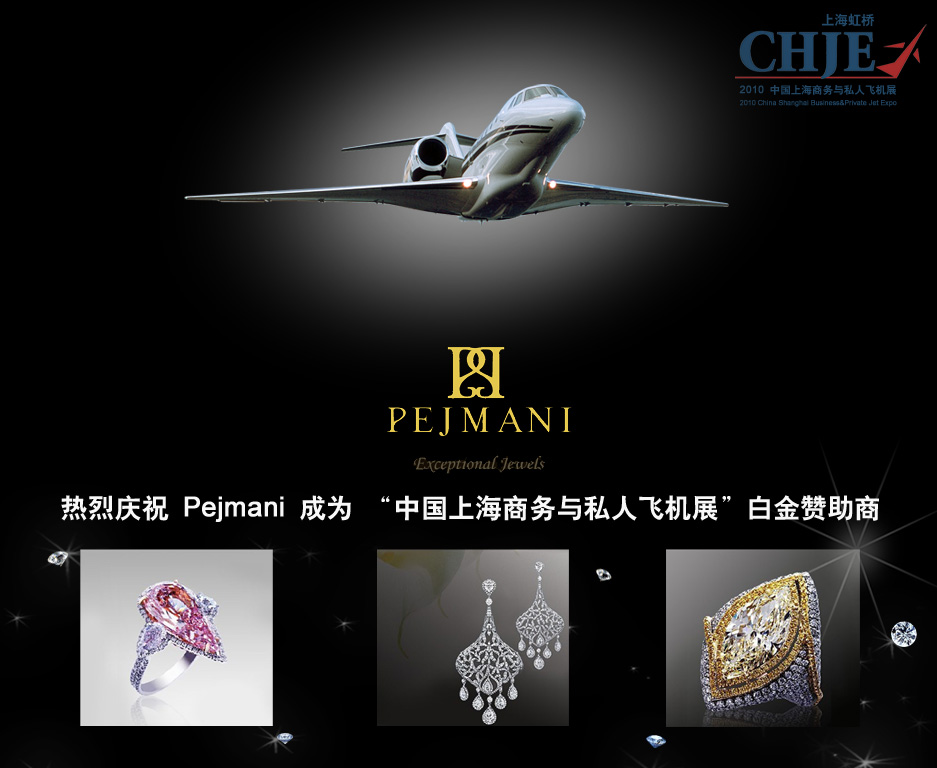 上海虹桥
CHJE
2010 中国上海商务与私人飞机展
2010 China Shanghai Business&Private Jet Expo
PEJMANI
Exceptional Jewels
热烈庆祝 Pejmani 成为 “中国上海商务与私人飞机展”白金赞助商